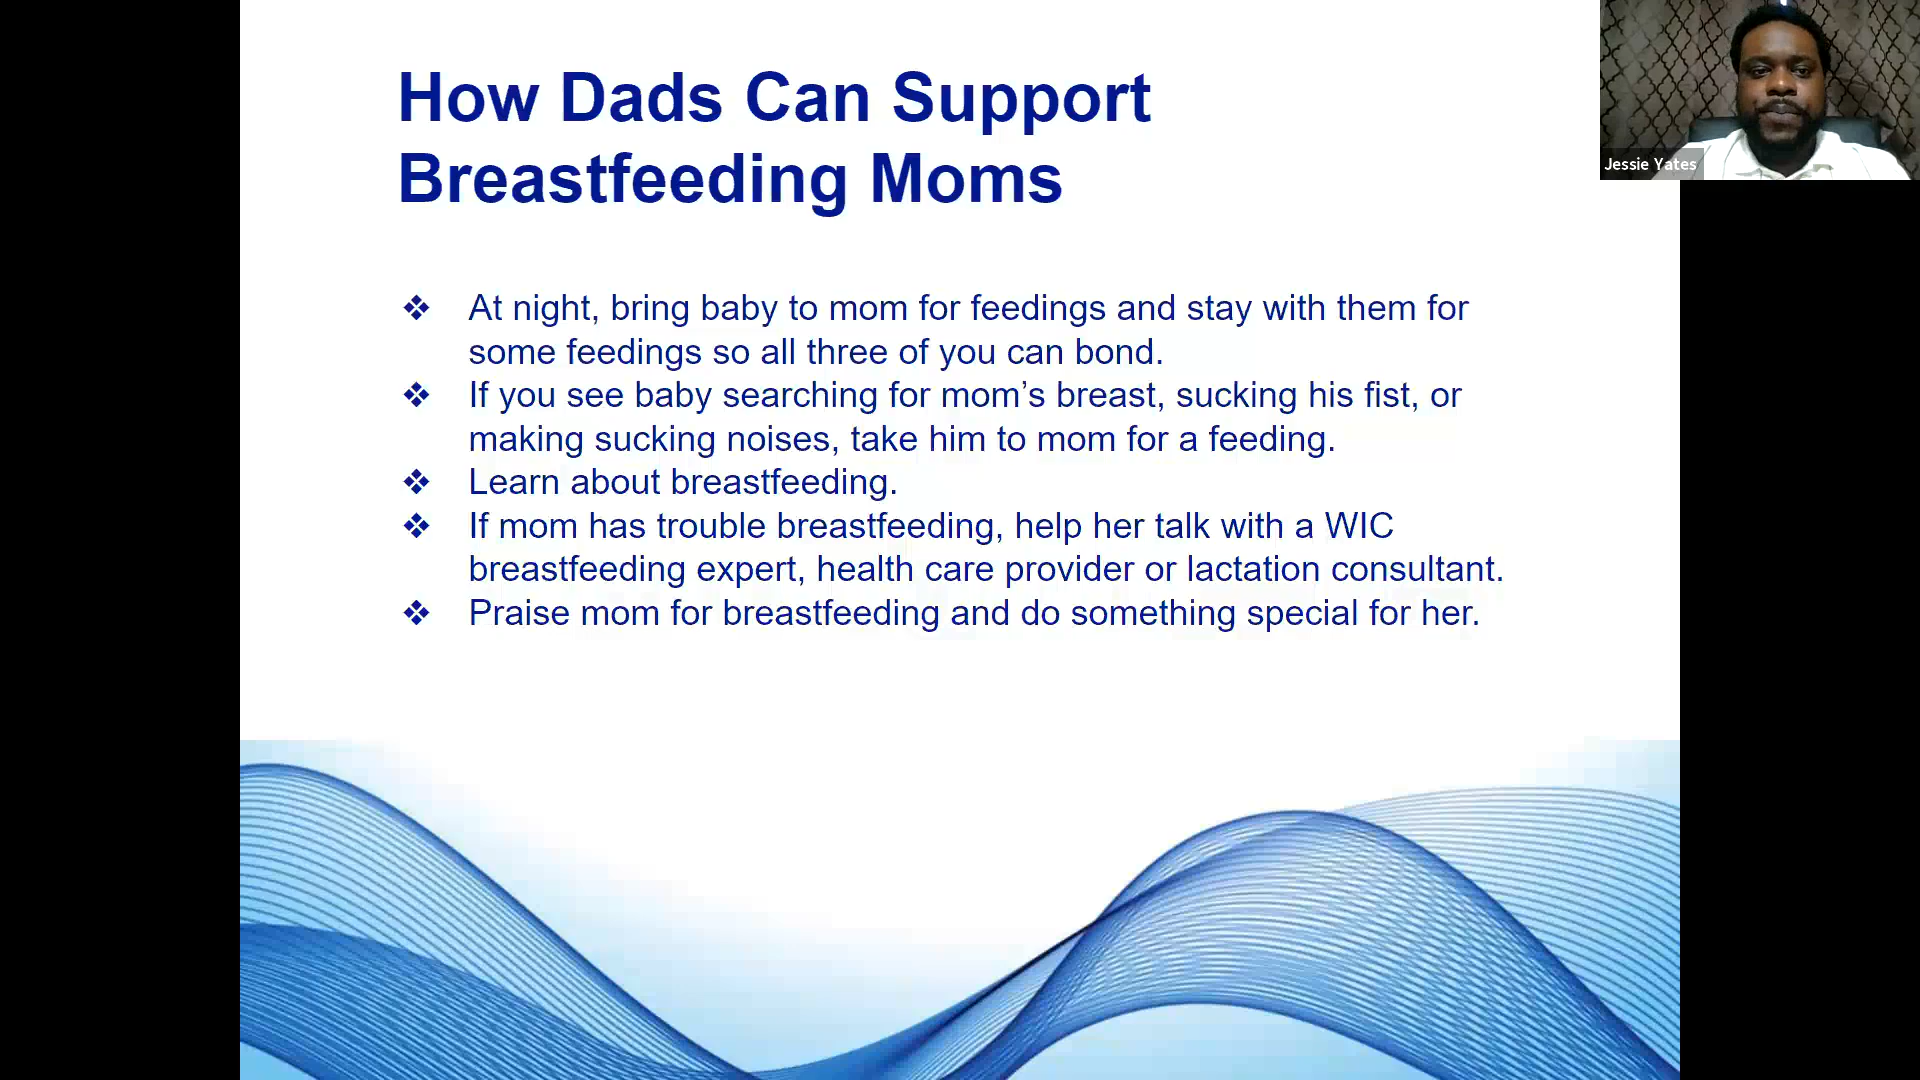 How Dads Can Support
Breastfeeding Moms
❖ At night, bring baby to mom for feedings and stay with them for
some feedings so all three of you can bond.
❖ If you see baby searching for mom’s breast, sucking his fist, or
making sucking noises, take him to mom for a feeding.
❖ Learn about breastfeeding.
❖ If mom has trouble breastfeeding, help her talk with a WIC
breastfeeding expert, health care provider or lactation consultant.
❖ Praise mom for breastfeeding and do something special for her.
Jessie Yates